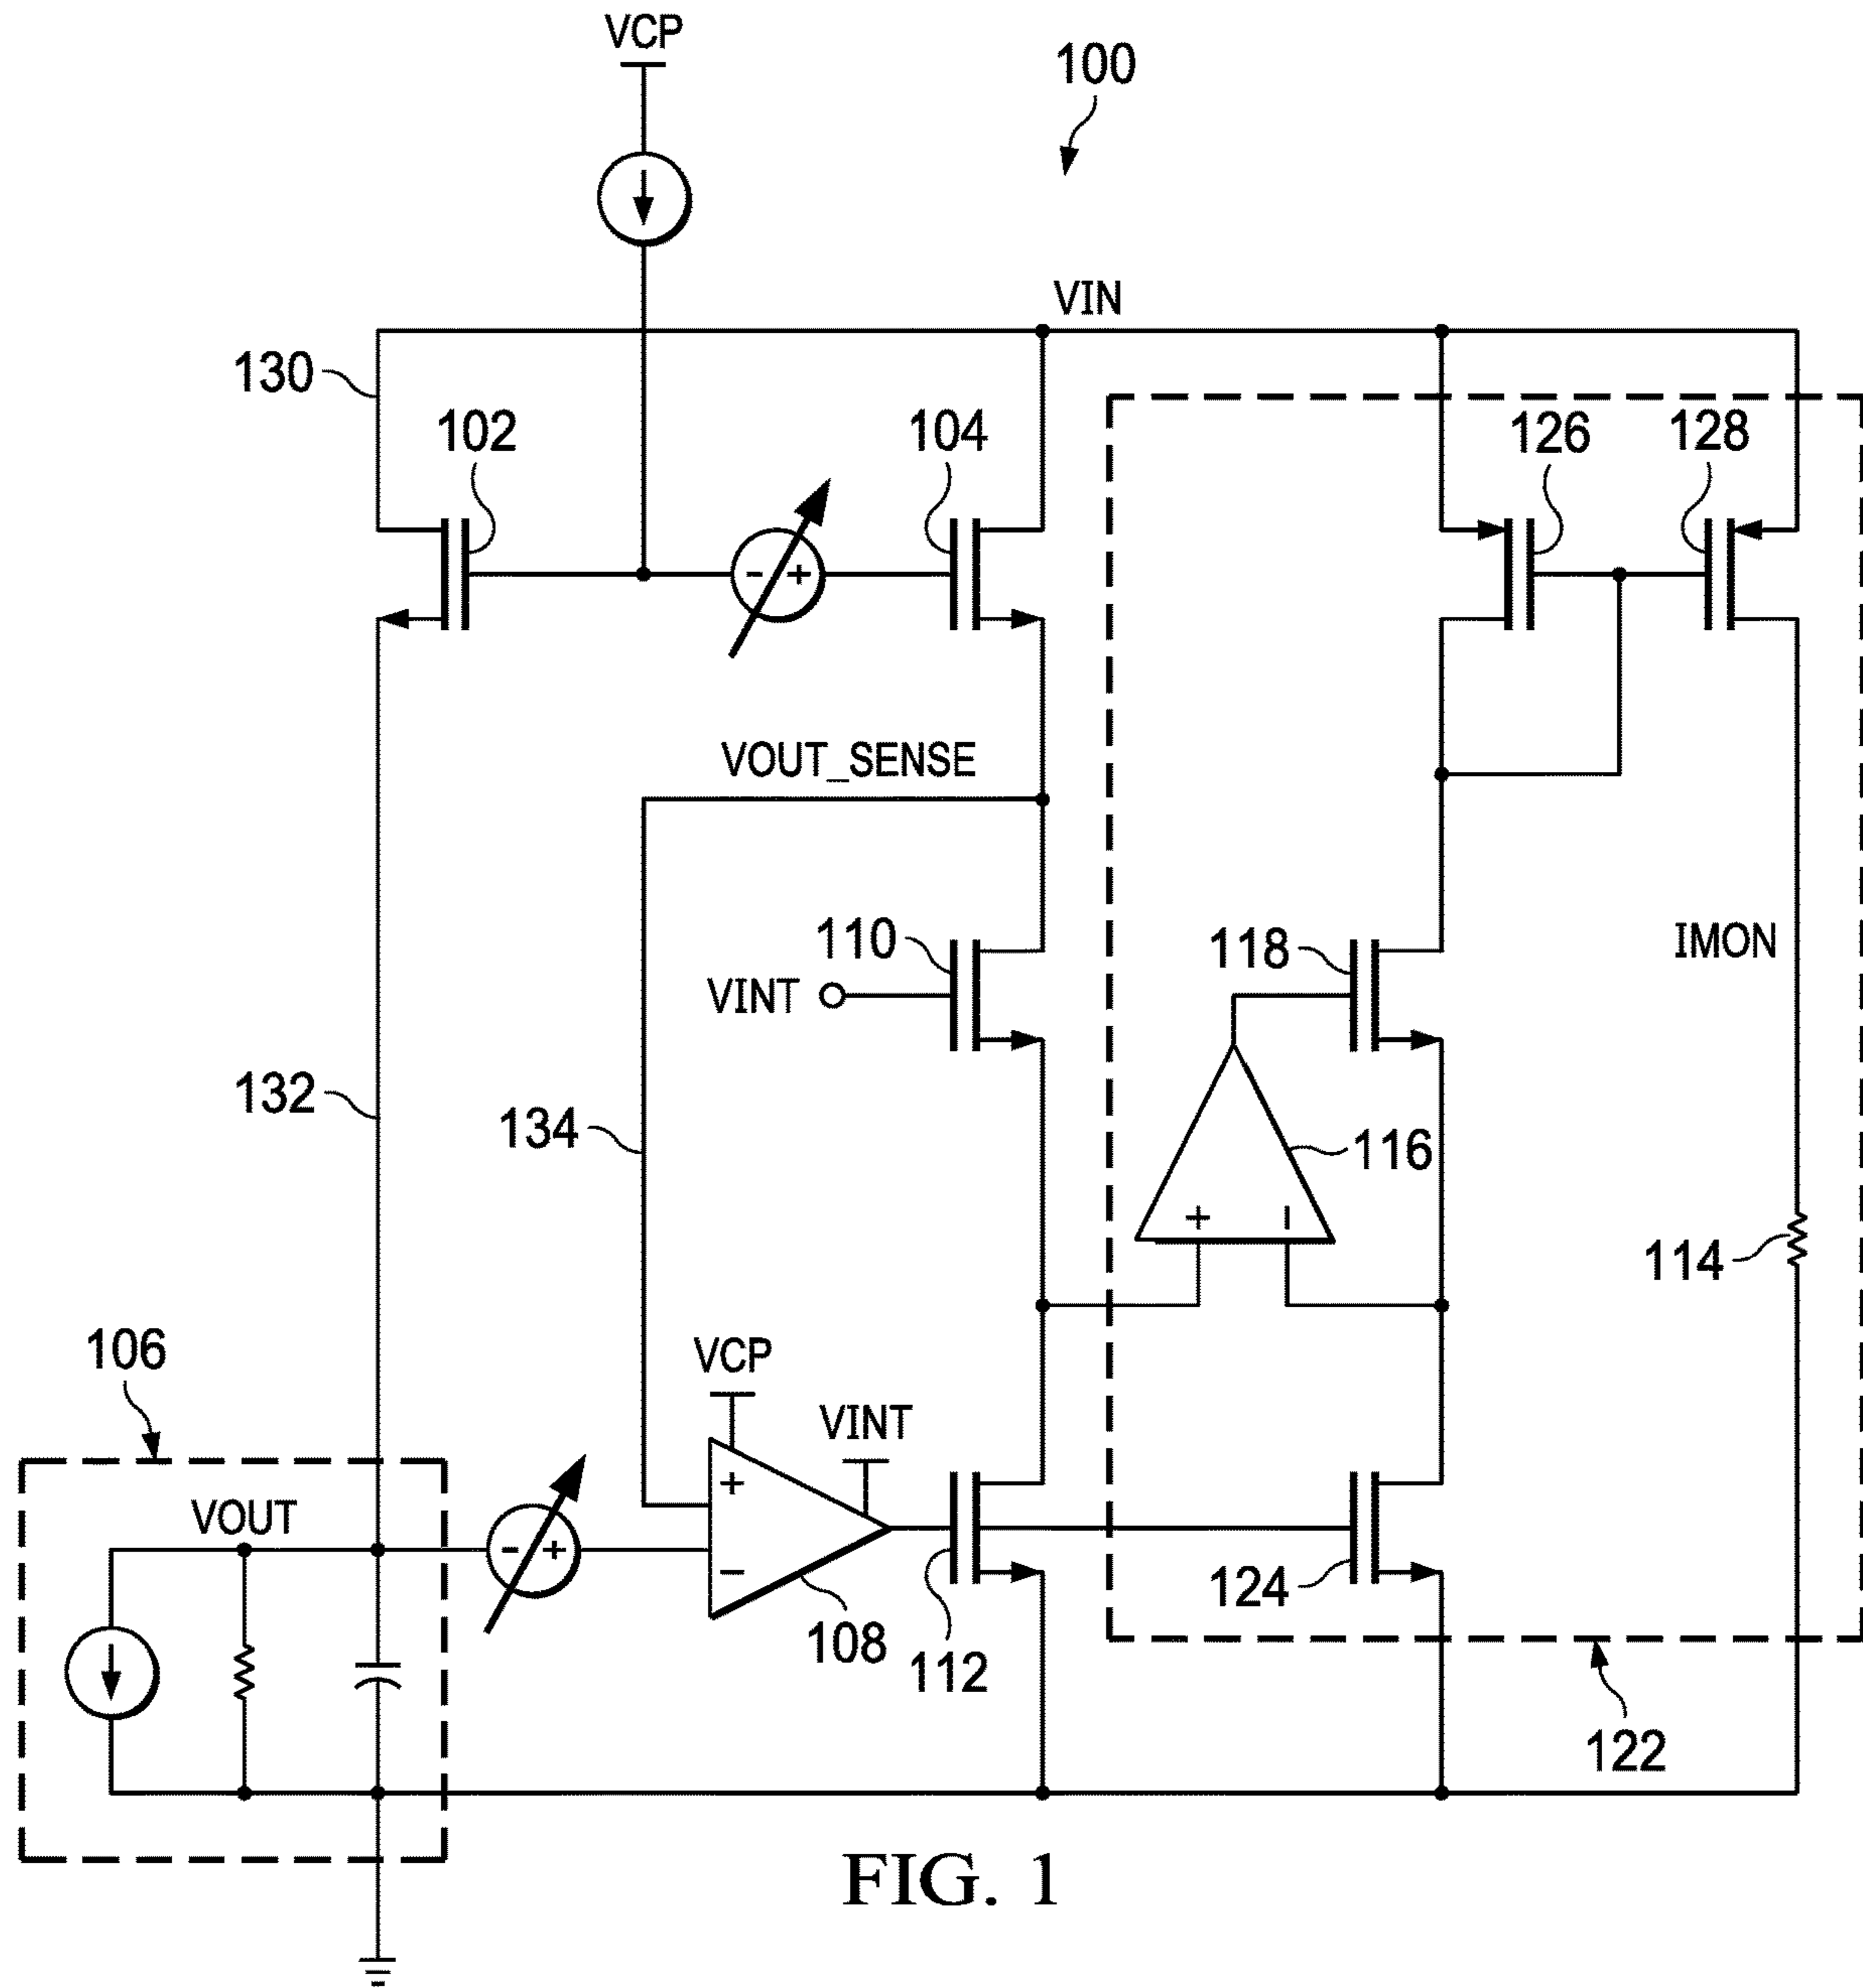 VCP
100
VIN
130
102
104
126
128
VOUT_SENSE
110
118
IMON
VINT
132
134
116
114
106
VCP
VINT
VOUT
+
-
108
112
124
122
- +
- +
+ -
FIG. 1